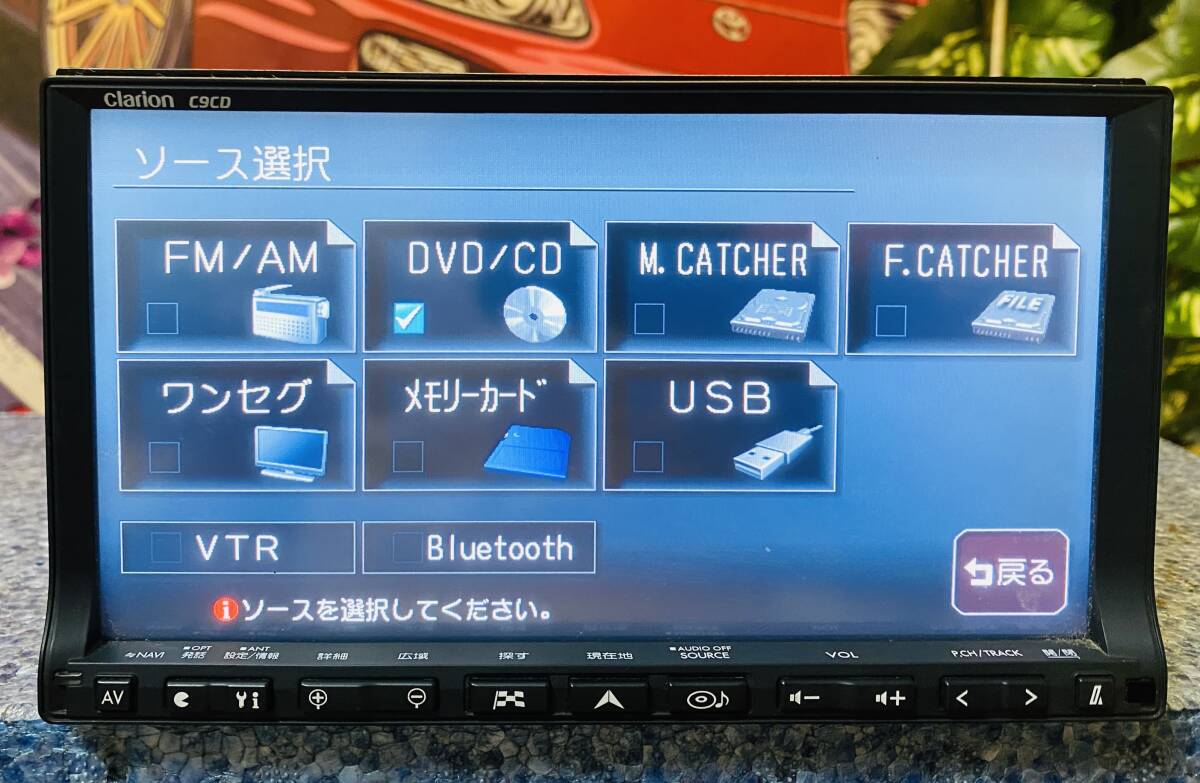 clarion C9CD
ソース選択
FM/AM
DVD/CD
M.CATCHER
F.CATCHER
FILE
ワンセグ
ﾒﾓﾘｰｶｰﾄﾞ
USB
VTR
Bluetooth
戻る
ソースを選択してください。
NAVI
OPT
発話
ANT
設定/情報
詳細
広域
探す
現在地
AUDIO OFF
SOURCE
VOL
P.CH/TRACK
開/閉
AV